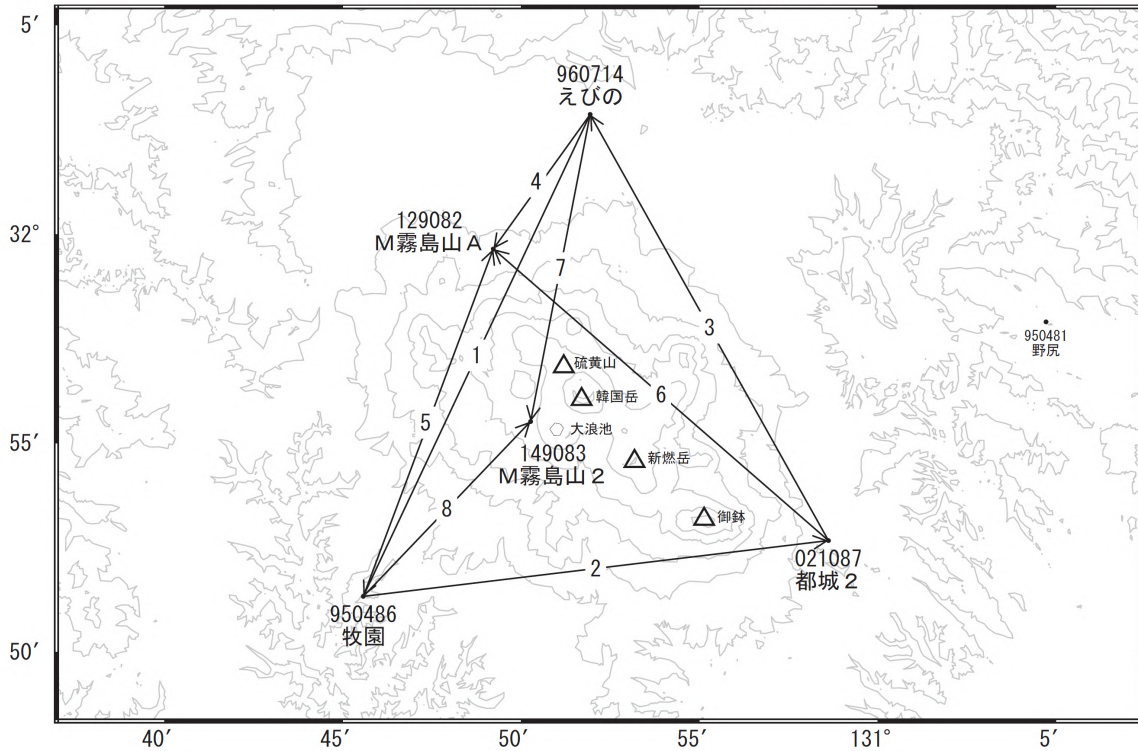 5′
960714
えびの
4
129082
32°
M霧島山A
7
3
950481
野尻
1
硫黄山
6
韓国岳
5
大浪池
55′
149083
新燃岳
M霧島山2
8
御鉢
021087
2
都城2
950486
牧園
50′
40′
45′
50′
55′
131°
5′